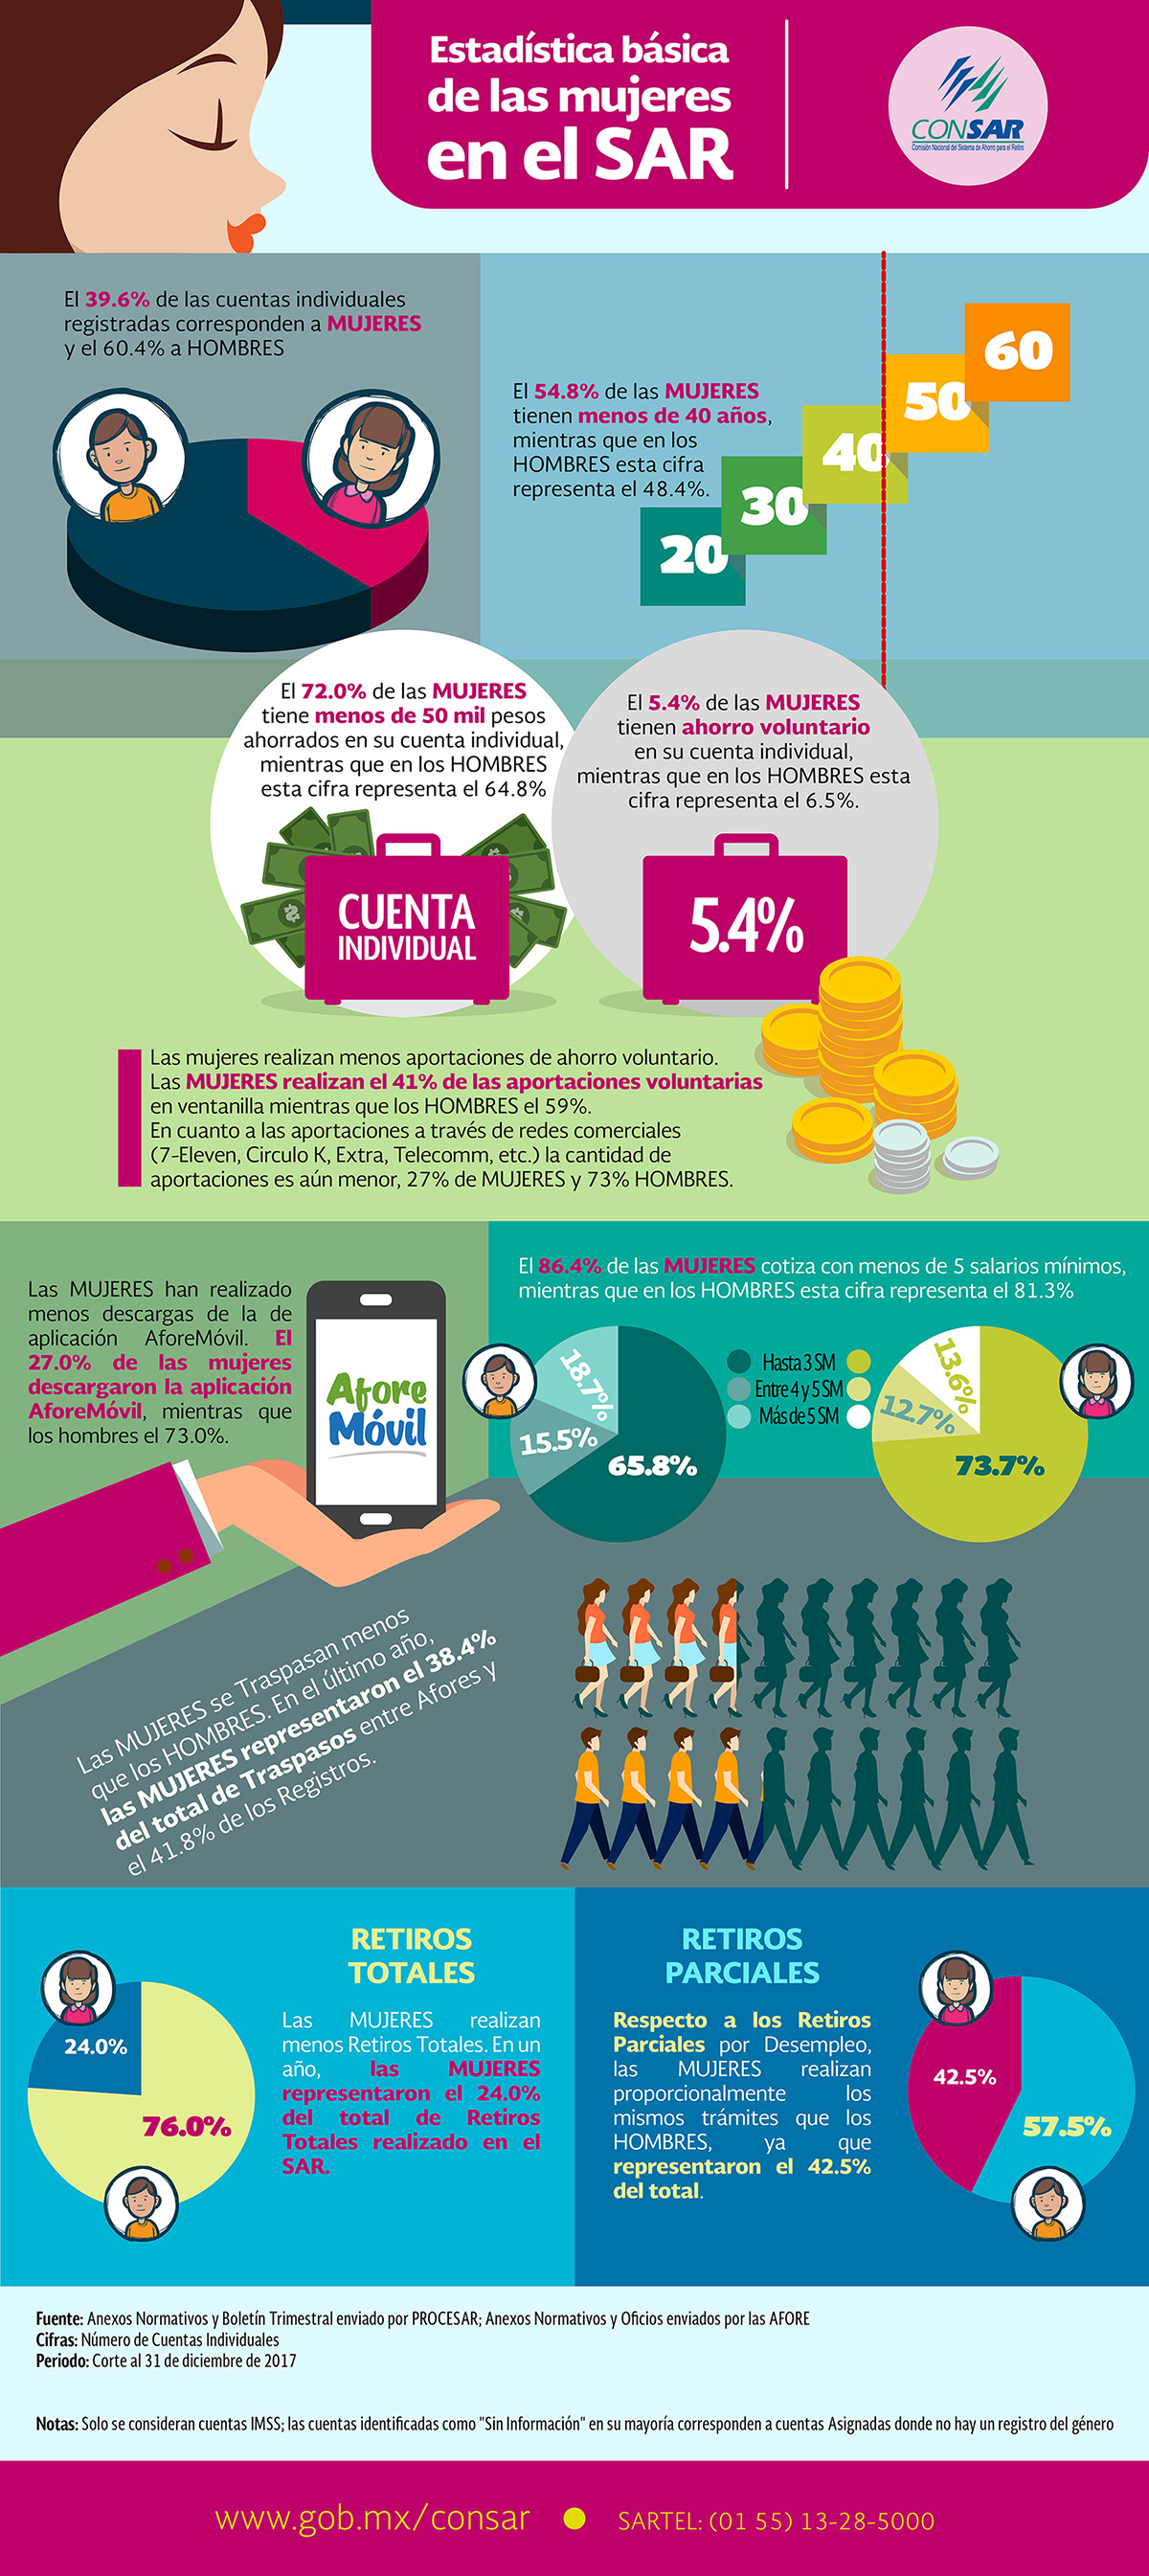 Estadística básica
de las mujeres
en el SAR
CONSAR
Comisión Nacional del Sistema de Ahorro para el Retiro
El 39.6% de las cuentas individuales
registradas corresponden a MUJERES
y el 60.4% a HOMBRES
El 54.8% de las MUJERES
tienen menos de 40 años,
mientras que en los
HOMBRES esta cifra
representa el 48.4%.
20
30
40
50
60
El 72.0% de las MUJERES
tiene menos de 50 mil pesos
ahorrados en su cuenta individual,
mientras que en los HOMBRES
esta cifra representa el 64.8%
CUENTA
INDIVIDUAL
El 5.4% de las MUJERES
tienen ahorro voluntario
en su cuenta individual,
mientras que en los HOMBRES esta
cifra representa el 6.5%.
5.4%
Las mujeres realizan menos aportaciones de ahorro voluntario.
Las MUJERES realizan el 41% de las aportaciones voluntarias
en ventanilla mientras que los HOMBRES el 59%.
En cuanto a las aportaciones a través de redes comerciales
(7-Eleven, Circulo K, Extra, Telecomm, etc.) la cantidad de
aportaciones es aún menor, 27% de MUJERES y 73% HOMBRES.
Las MUJERES han realizado
menos descargas de la de
aplicación AforeMóvil. El
27.0% de las mujeres
descargaron la aplicación
AforeMóvil, mientras que
los hombres el 73.0%.
Afore
Móvil
El 86.4% de las MUJERES cotiza con menos de 5 salarios mínimos,
mientras que en los HOMBRES esta cifra representa el 81.3%
18.7%
15.5%
65.8%
Hasta 3 SM
Entre 4 y 5 SM
Más de 5 SM
13.6%
12.7%
73.7%
Las MUJERES se Traspasan menos
que los HOMBRES. En el último año,
las MUJERES representaron el 38.4%
del total de Traspasos entre Afores y
el 41.8% de los Registros.
RETIROS
TOTALES
24.0%
76.0%
Las MUJERES realizan
menos Retiros Totales. En un
año, las MUJERES
representaron el 24.0%
del total de Retiros
Totales realizado en el
SAR.
RETIROS
PARCIALES
Respecto a los Retiros
Parciales por Desempleo,
las MUJERES realizan
proporcionalmente los
mismos trámites que los
HOMBRES, ya que
representaron el 42.5%
del total.
42.5%
57.5%
Fuente: Anexos Normativos y Boletín Trimestral enviado por PROCESAR; Anexos Normativos y Oficios enviados por las AFORE
Cifras: Número de Cuentas Individuales
Periodo: Corte al 31 de diciembre de 2017
Notas: Solo se consideran cuentas IMSS; las cuentas identificadas como "Sin Información" en su mayoría corresponden a cuentas Asignadas donde no hay un registro del género
www.gob.mx/consar
SARTEL: (01 55) 13-28-5000